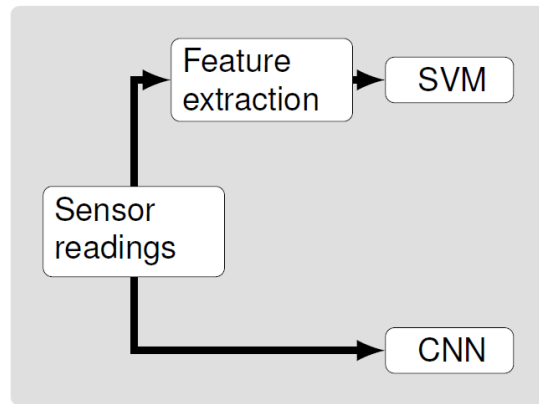 Feature
extraction
SVM
Sensor
readings
CNN